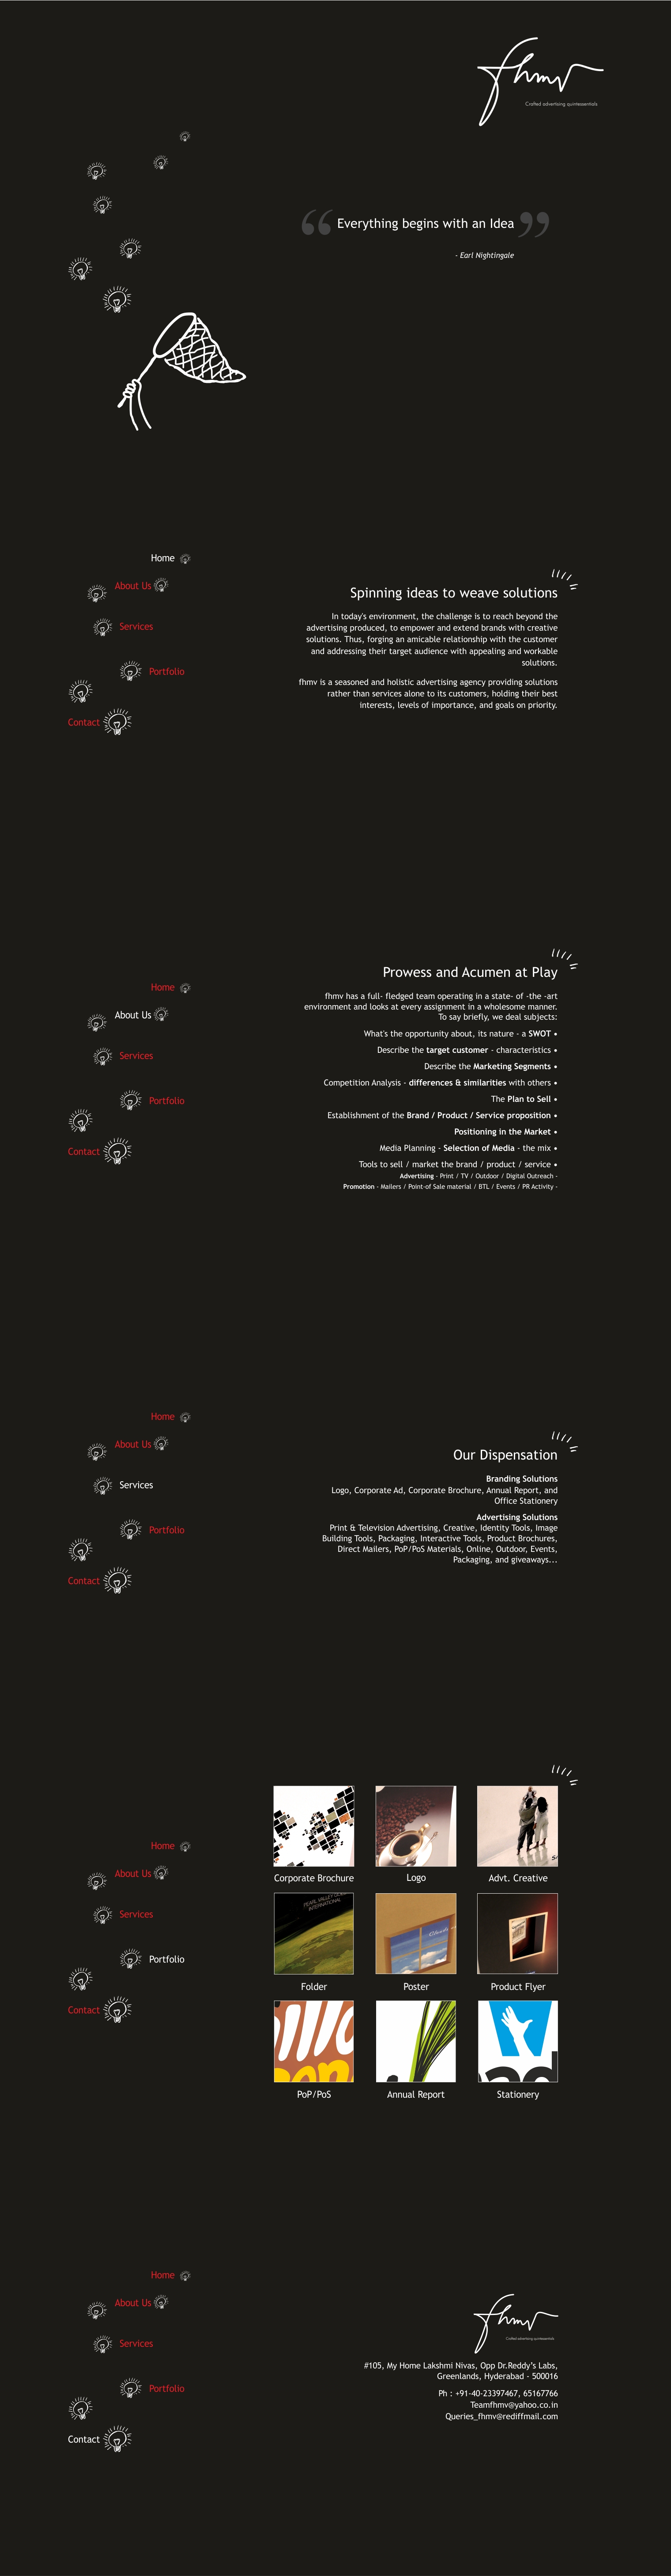 fhmv
Crafted advertising quintessentials
“ Everything begins with an Idea ”
- Earl Nightingale
Home
About Us
Services
Portfolio
Contact
Spinning ideas to weave solutions
In today's environment, the challenge is to reach beyond the
advertising produced, to empower and extend brands with creative
solutions. Thus, forging an amicable relationship with the customer
and addressing their target audience with appealing and workable
solutions.
fhmv is a seasoned and holistic advertising agency providing solutions
rather than services alone to its customers, holding their best
interests, levels of importance, and goals on priority.
Home
About Us
Services
Portfolio
Contact
Prowess and Acumen at Play
fhmv has a full- fledged team operating in a state- of -the -art
environment and looks at every assignment in a wholesome manner.
To say briefly, we deal subjects:
What's the opportunity about, its nature - a SWOT •
Describe the target customer - characteristics •
Describe the Marketing Segments •
Competition Analysis - differences & similarities with others •
The Plan to Sell •
Establishment of the Brand / Product / Service proposition •
Positioning in the Market •
Media Planning - Selection of Media - the mix •
Tools to sell / market the brand / product / service •
Advertising - Print / TV / Outdoor / Digital Outreach -
Promotion - Mailers / Point-of Sale material / BTL / Events / PR Activity -
Home
About Us
Services
Portfolio
Contact
Our Dispensation
Branding Solutions
Logo, Corporate Ad, Corporate Brochure, Annual Report, and
Office Stationery
Advertising Solutions
Print & Television Advertising, Creative, Identity Tools, Image
Building Tools, Packaging, Interactive Tools, Product Brochures,
Direct Mailers, PoP/PoS Materials, Online, Outdoor, Events,
Packaging, and giveaways...
Home
About Us
Services
Portfolio
Contact
Corporate Brochure
Logo
Advt. Creative
PEARL VALLEY
INTERNATIONAL
Folder
Poster
Product Flyer
PoP/PoS
Annual Report
Stationery
Home
About Us
Services
Portfolio
Contact
fhmv
Crafted advertising quintessentials
#105, My Home Lakshmi Nivas, Opp Dr.Reddy's Labs,
Greenlands, Hyderabad - 500016
Ph : +91-40-23397467, 65167766
Teamfhmv@yahoo.co.in
Queries_fhmv@rediffmail.com